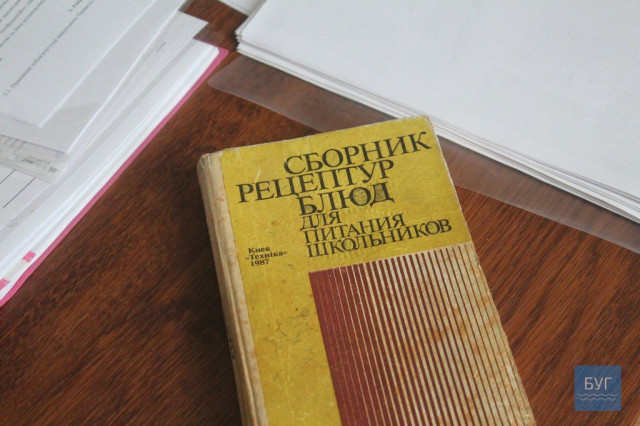 СБОРНИК
РЕЦЕПТУР
БЛЮД
ДЛЯ
ПИТАНИЯ
ШКОЛЬНИКОВ
Киев
«Техніка»
1987
БУГ